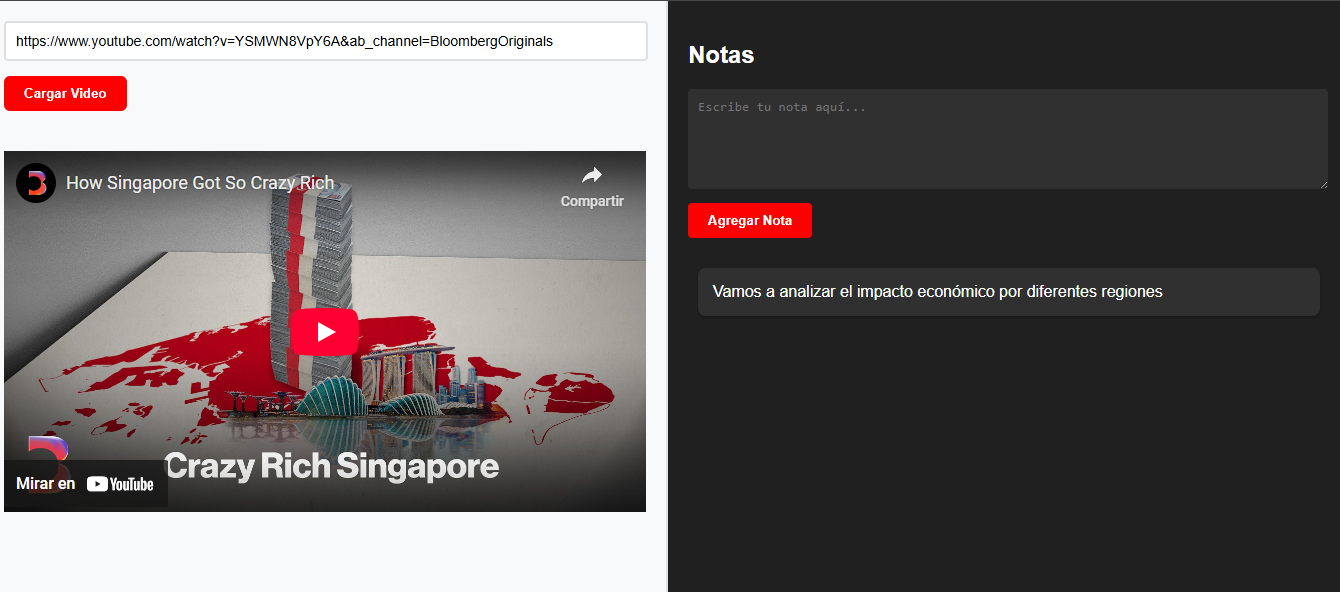 https://www.youtube.com/watch?v=YSMWN8VpY6A&ab_channel=BloombergOriginals
Cargar Video
How Singapore Got So Crazy Rich
Compartir
Crazy Rich Singapore
Mirar en YouTube
Notas
Escribe tu nota aquí...
Agregar Nota
Vamos a analizar el impacto económico por diferentes regiones